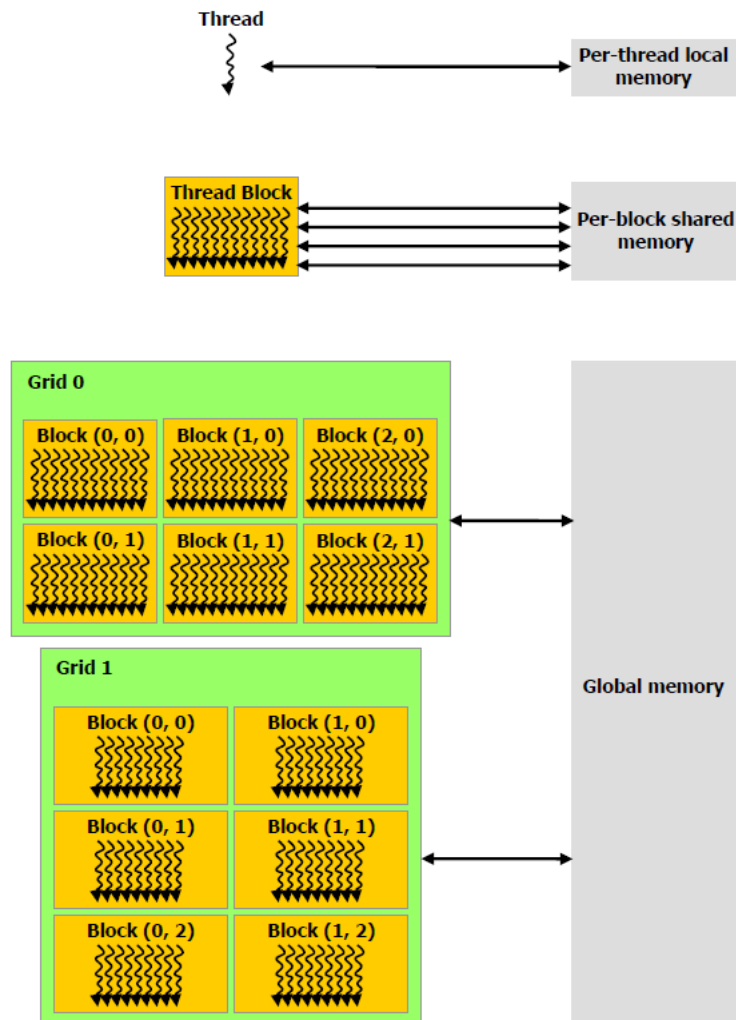 Thread
Per-thread local
memory
Thread Block
Per-block shared
memory
Grid 0
Block (0, 0) Block (1, 0) Block (2, 0)
Block (0, 1) Block (1, 1) Block (2, 1)
Grid 1
Global memory
Block (0, 0) Block (1, 0)
Block (0, 1) Block (1, 1)
Block (0, 2) Block (1, 2)